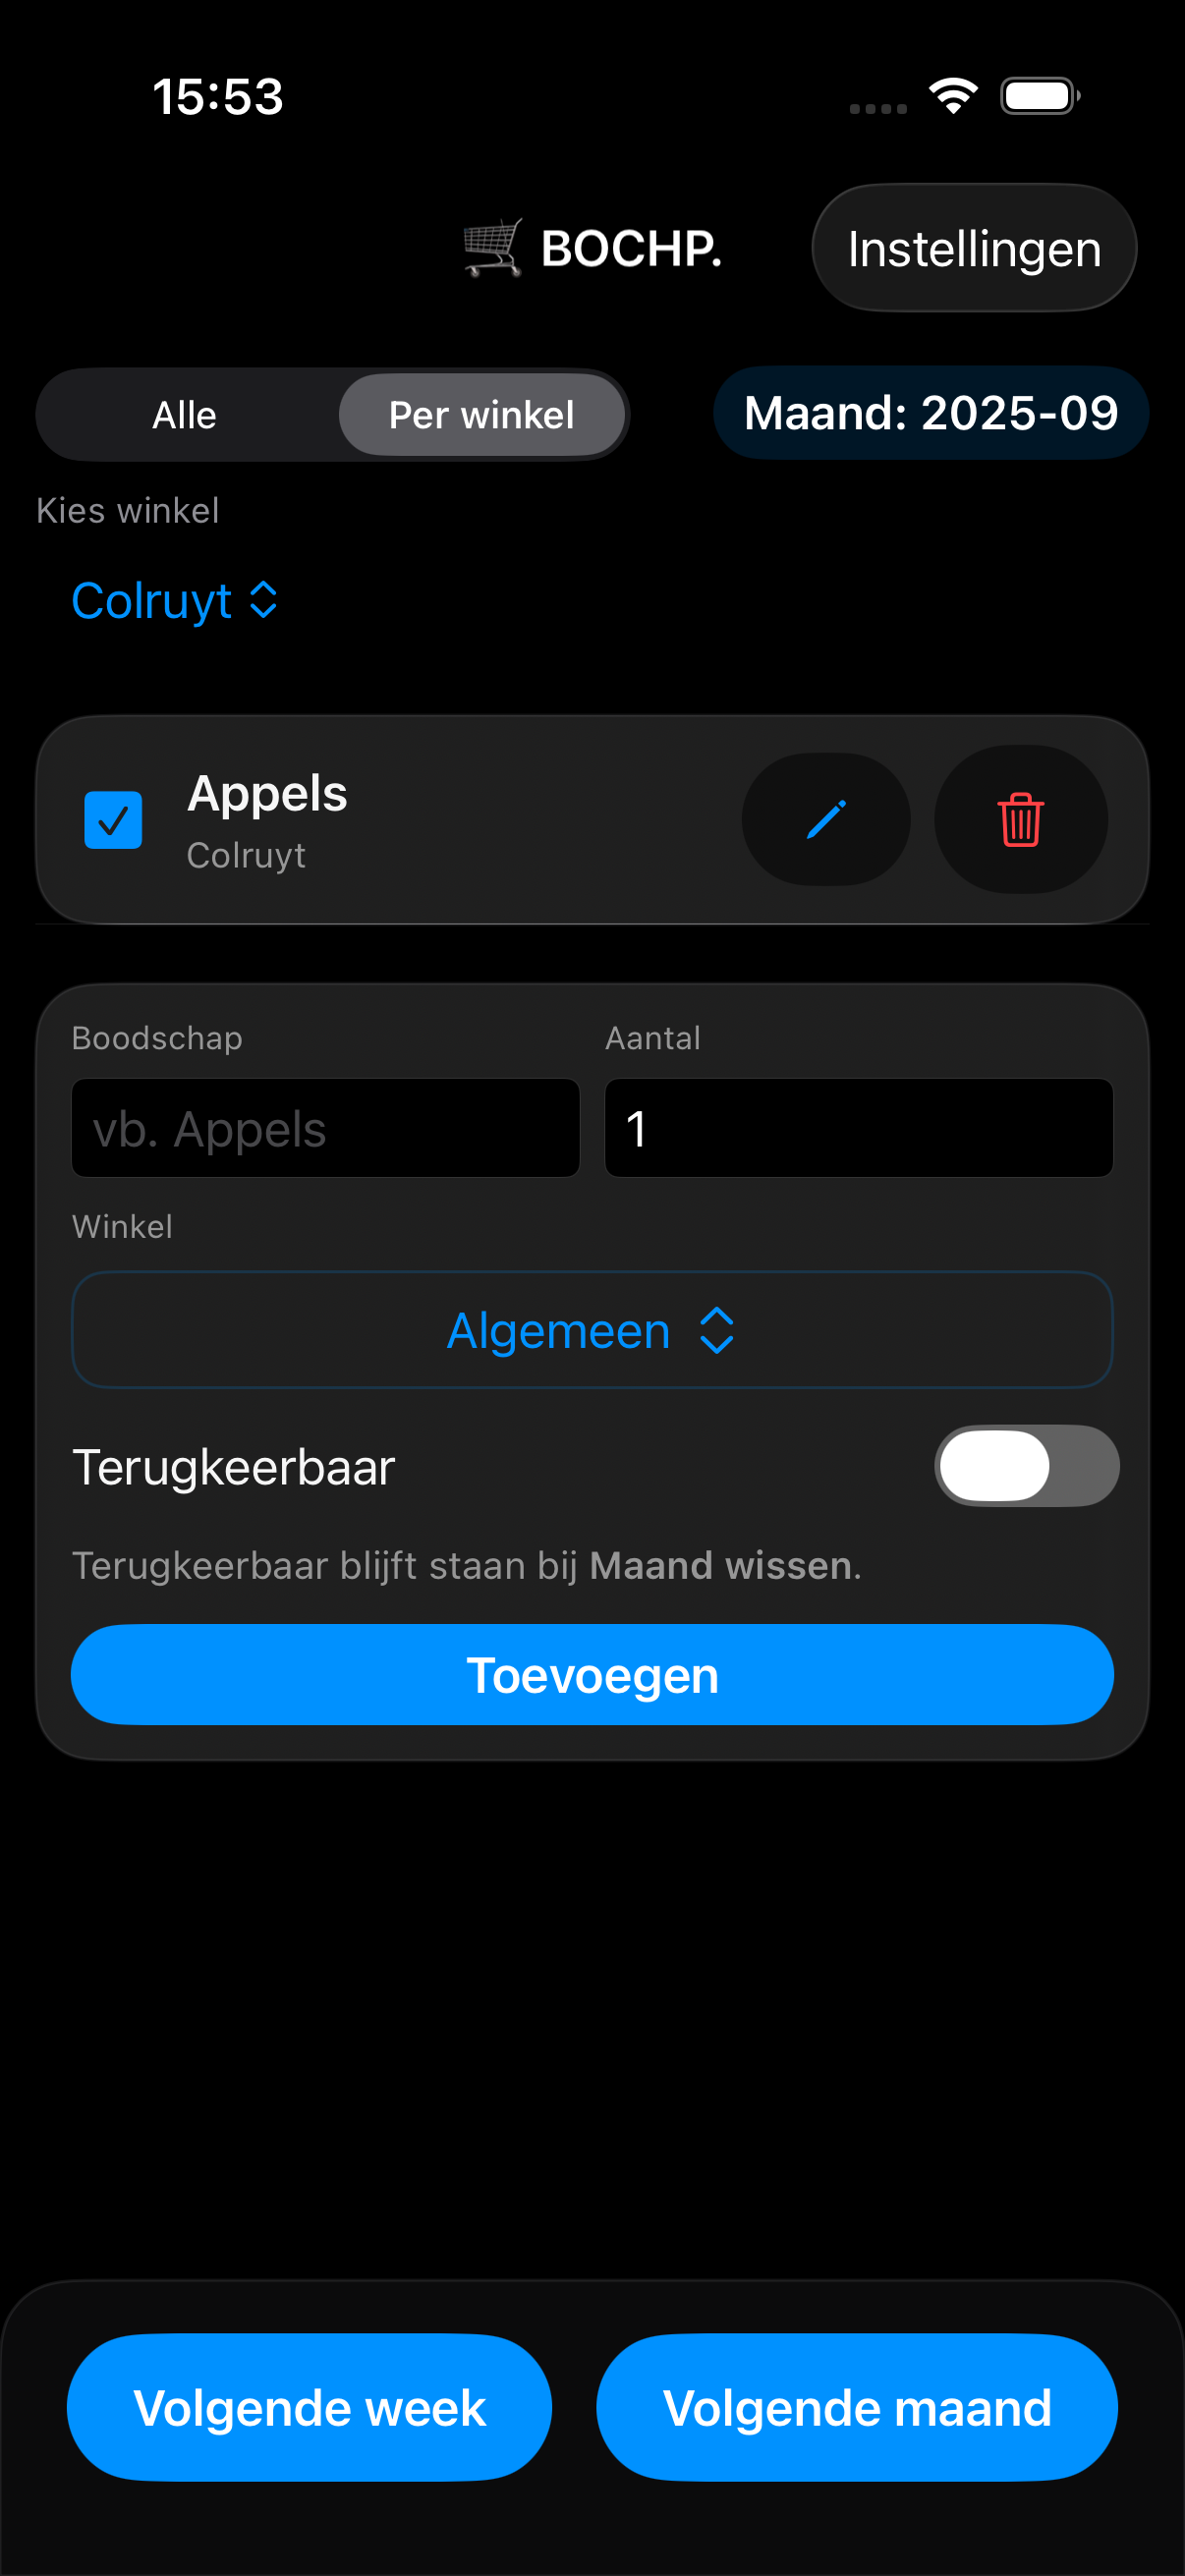 15:53
BOCHP.
Instellingen
Alle
Per winkel
Maand: 2025-09
Kies winkel
Colruyt
Appels
Colruyt
Boodschap
Aantal
vb. Appels
1
Winkel
Algemeen
Terugkeerbaar
Terugkeerbaar blijft staan bij Maand wissen.
Toevoegen
Volgende week
Volgende maand